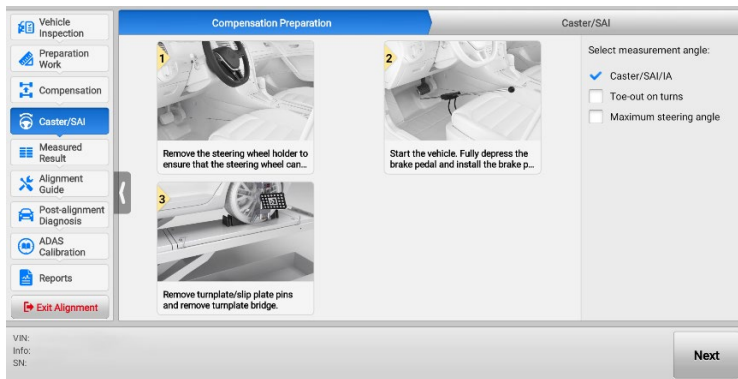 Vehicle
Inspection
Preparation
Work
Compensation
Caster/SAI
Measured
Result
Alignment
Guide
Post-alignment
Diagnosis
ADAS
Calibration
Reports
Exit Alignment
Compensation Preparation
Caster/SAI
1
Remove the steering wheel holder to
ensure that the steering wheel can...
2
Start the vehicle. Fully depress the
brake pedal and install the brake p...
3
Remove turnplate/slip plate pins
and remove turnplate bridge.
Select measurement angle:
Caster/SAI/IA
Toe-out on turns
Maximum steering angle
VIN:
Info:
SN:
Next